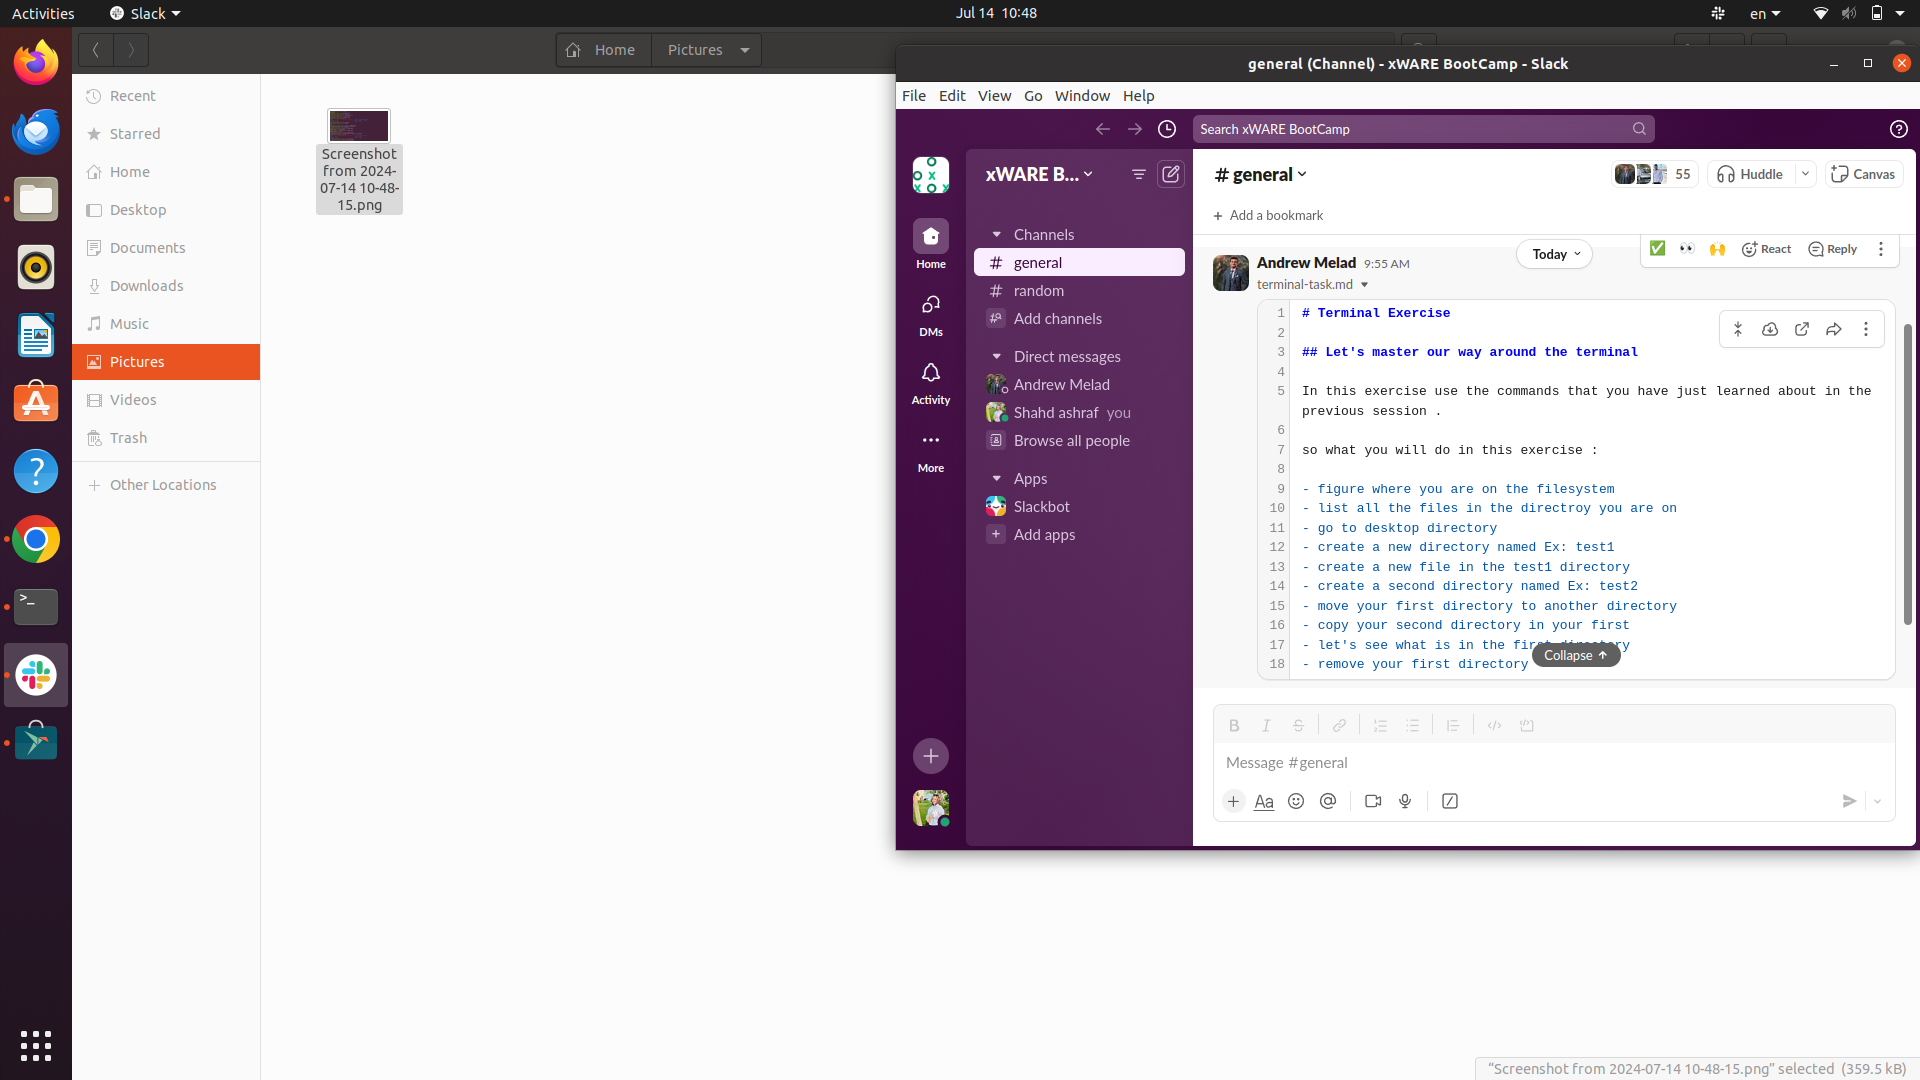 Activities
Slack
Jul 14 10:48
en
Home
Pictures
Recent
Starred
Home
Desktop
Documents
Downloads
Music
Pictures
Videos
Trash
Other Locations
Screenshot
from 2024-
07-14 10-48-
15.png
general (Channel) - xWARE BootCamp - Slack
File Edit View Go Window Help
Search xWARE BootCamp
xWARE B...
Home
DMs
Activity
More
Channels
# general
# random
Add channels
Direct messages
Andrew Melad
Shahd ashraf you
Browse all people
Apps
Slackbot
Add apps
# general
55
Huddle
Canvas
+ Add a bookmark
Today
React
Reply
Andrew Melad 9:55 AM
terminal-task.md
1 # Terminal Exercise
2
3 ## Let's master our way around the terminal
4
5 In this exercise use the commands that you have just learned about in the
previous session .
6
7 so what you will do in this exercise :
8
9 - figure where you are on the filesystem
10 - list all the files in the directroy you are on
11 - go to desktop directory
12 - create a new directory named Ex: test1
13 - create a new file in the test1 directory
14 - create a second directory named Ex: test2
15 - move your first directory to another directory
16 - copy your second directory in your first
17 - let's see what is in the first directory
18 - remove your first directory
Collapse ↑
Message #general
Aa
"Screenshot from 2024-07-14 10-48-15.png" selected (359.5 kB)